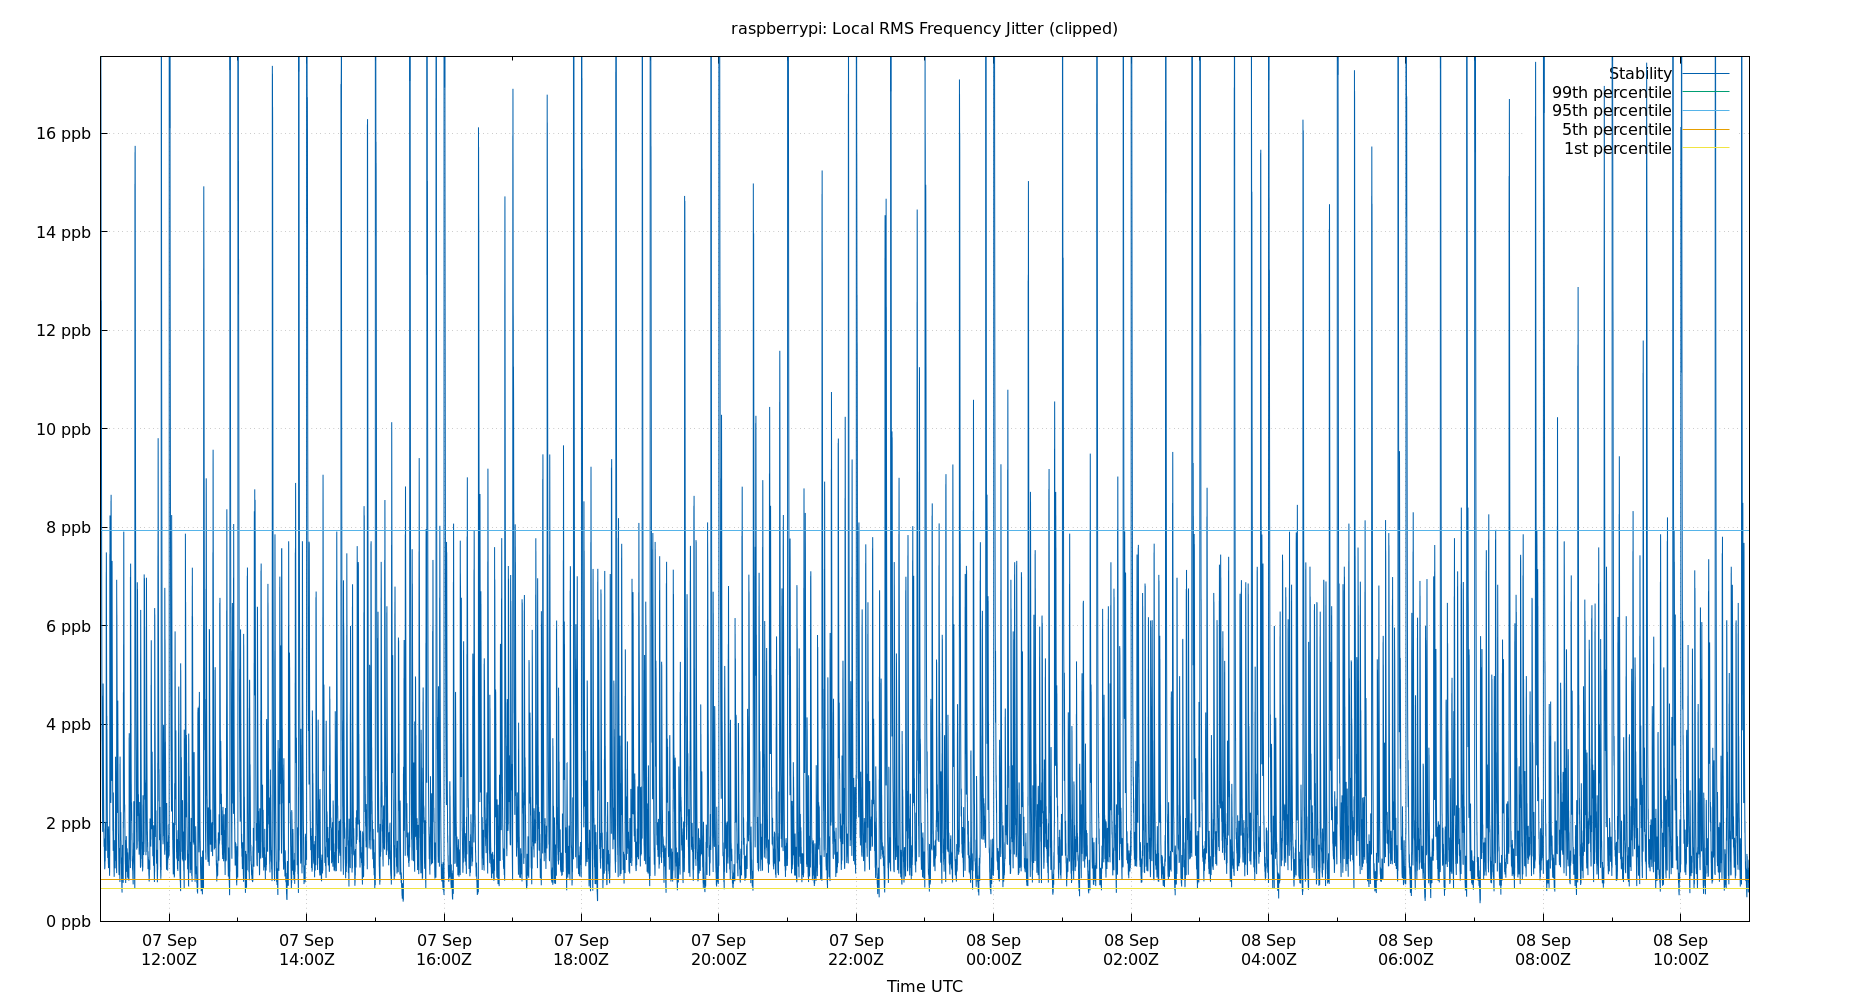 raspberrypi: Local RMS Frequency Jitter (clipped)
Stability
99th percentile
95th percentile
5th percentile
1st percentile
16 ppb
14 ppb
12 ppb
10 ppb
8 ppb
6 ppb
4 ppb
2 ppb
0 ppb
07 Sep 07 Sep 07 Sep 07 Sep 07 Sep 07 Sep 08 Sep 08 Sep 08 Sep 08 Sep 08 Sep 08 Sep
12:00Z 14:00Z 16:00Z 18:00Z 20:00Z 22:00Z 00:00Z 02:00Z 04:00Z 06:00Z 08:00Z 10:00Z
Time UTC